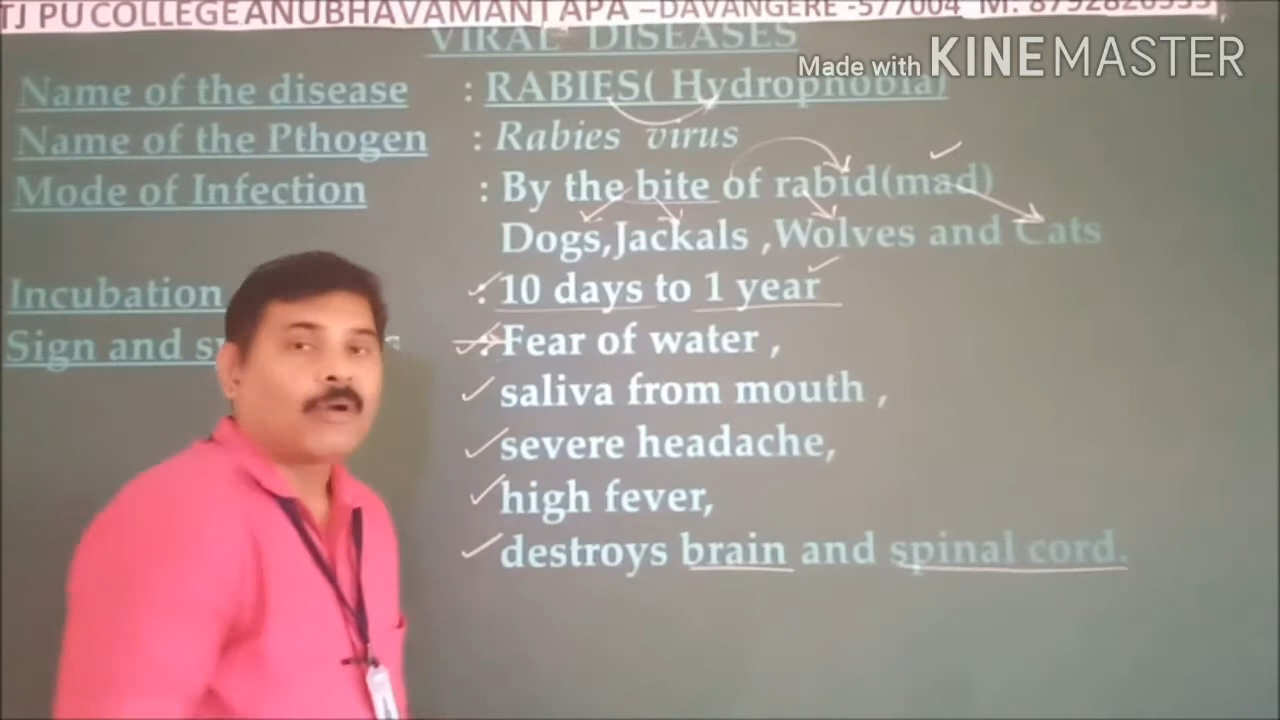 TJ PU COLLEGE ANUBHAVAMANTAPA –DAVANGERE -577004 M: 8792826535
VIRAL DISEASES
Made with KINEMASTER
Name of the disease : RABIES( Hydrophobia)
Name of the Pthogen : Rabies virus
Mode of Infection : By the bite of rabid(mad)
Dogs,Jackals ,Wolves and Cats
Incubation : 10 days to 1 year
Sign and : Fear of water ,
saliva from mouth ,
severe headache,
high fever,
destroys brain and spinal cord.